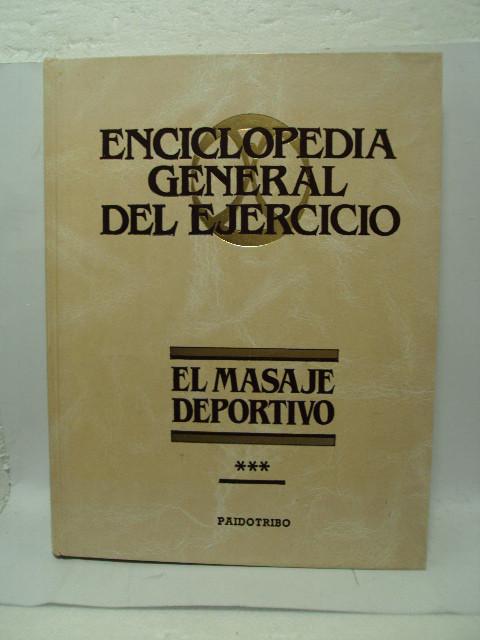 ENCICLOPEDIA
GENERAL
DEL EJERCICIO
EL MASAJE
DEPORTIVO
***
PAIDOTRIBO